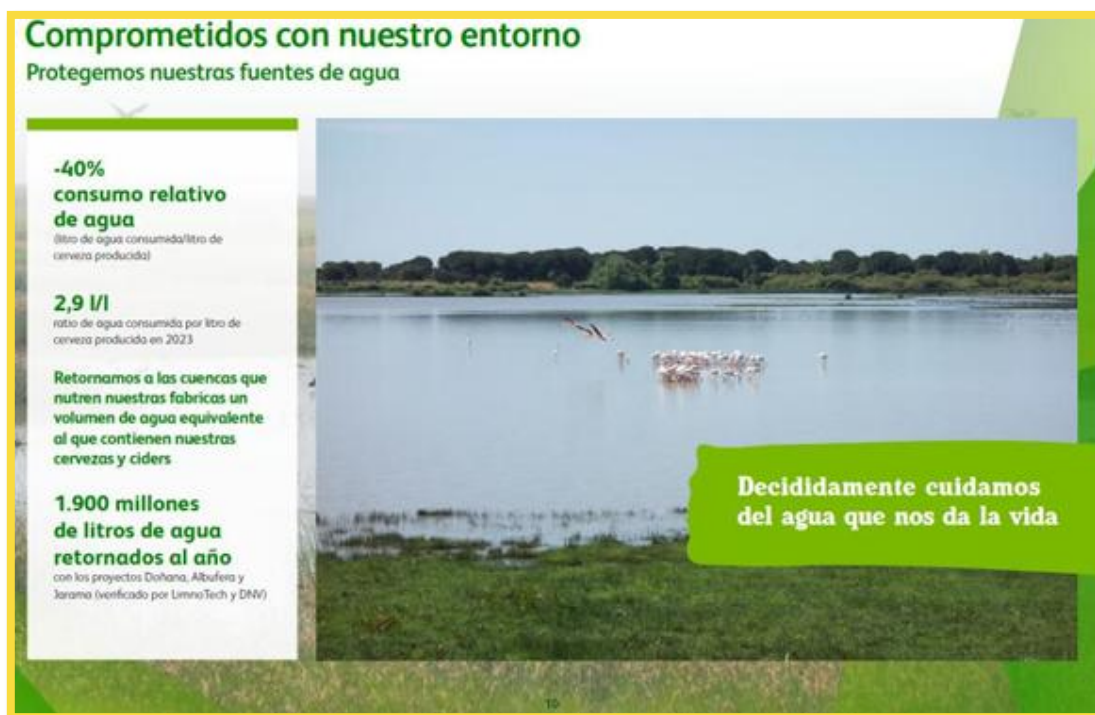 Comprometidos con nuestro entorno
Protegemos nuestras fuentes de agua
-40%
consumo relativo
de agua
(litro de agua consumida/litro de
cerveza producida)
2,9 l/l
ratio de agua consumida por litro de
cerveza producida en 2023
Retornamos a las cuencas que
nutren nuestras fabricas un
volumen de agua equivalente
al que contienen nuestras
cervezas y ciders
1.900 millones
de litros de agua
retornados al año
con los proyectos Doñana, Albufera y
Jarama (verificado por LimnoTech y DNV)
Decididamente cuidamos
del agua que nos da la vida
10